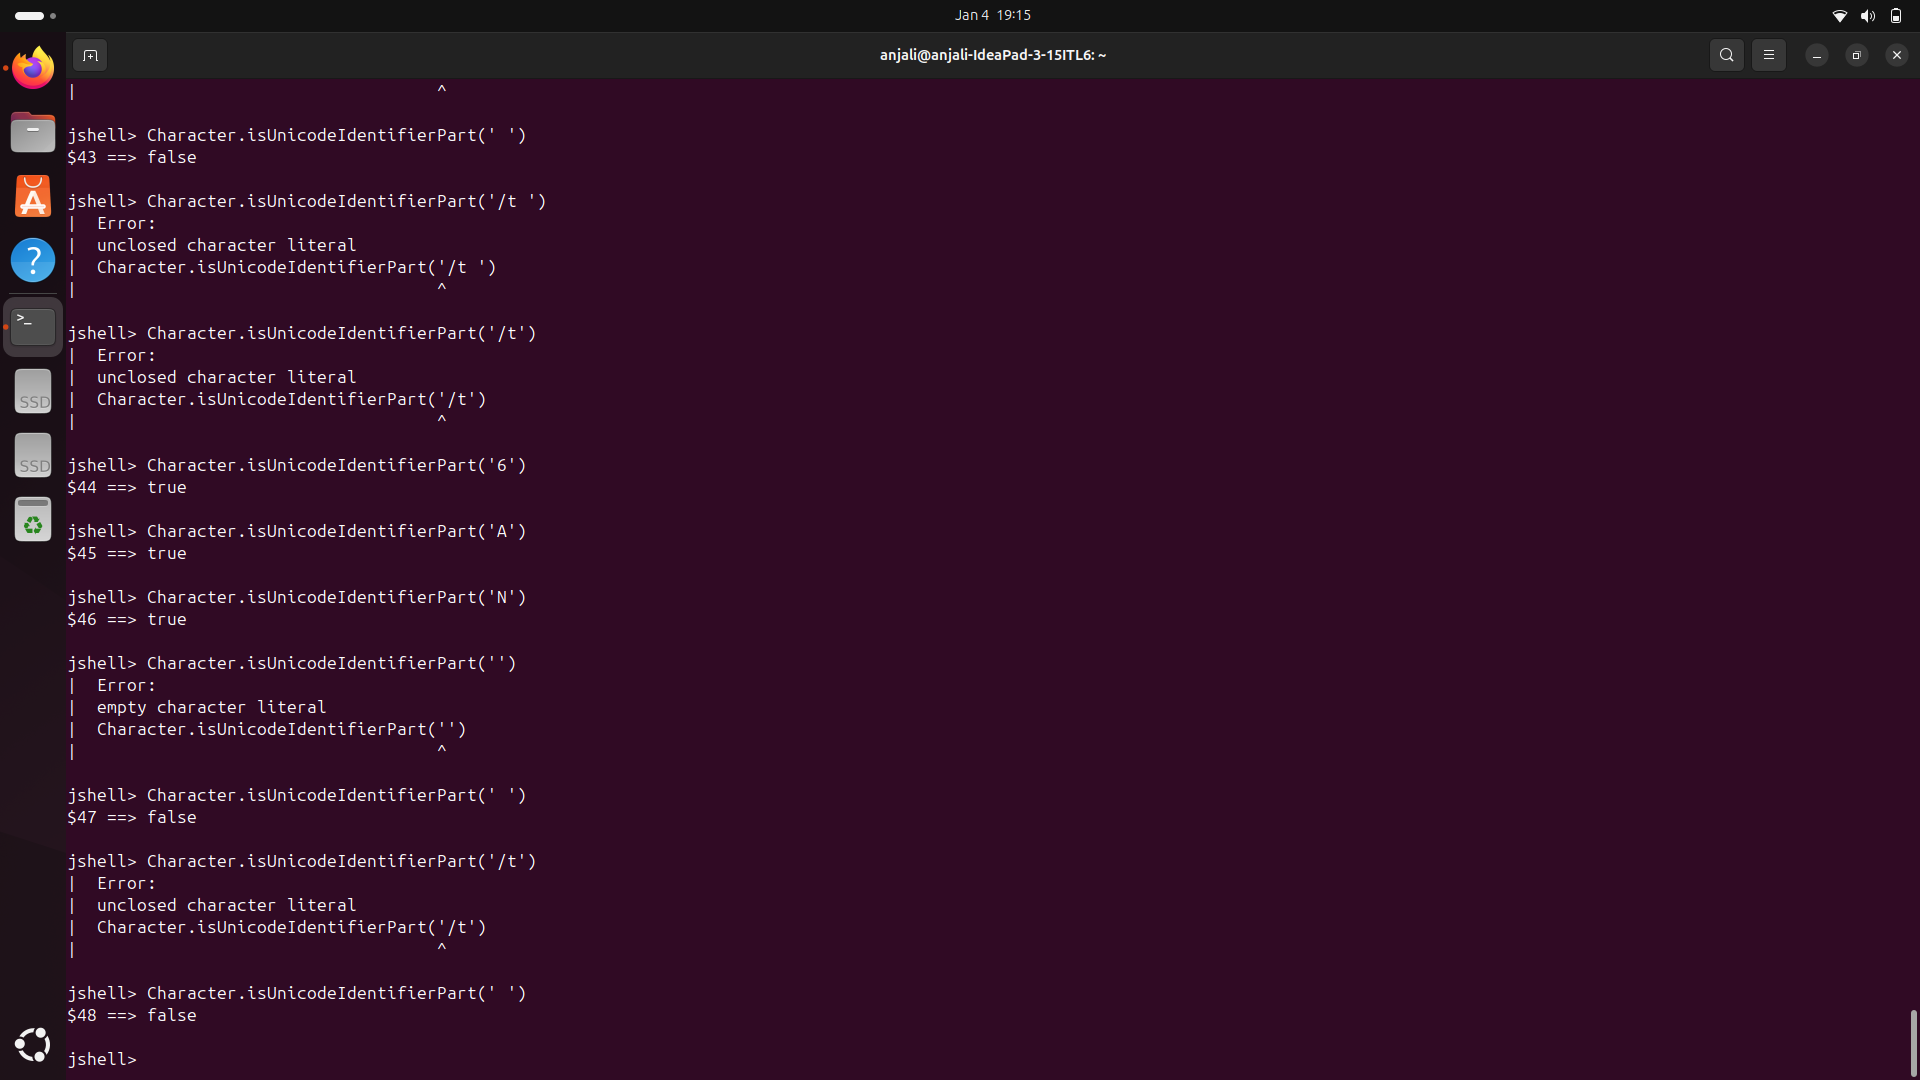 Jan 4 19:15
anjali@anjali-IdeaPad-3-15ITL6: ~
| ^
jshell> Character.isUnicodeIdentifierPart(' ')
$43 ==> false
jshell> Character.isUnicodeIdentifierPart('/t ')
| Error:
| unclosed character literal
| Character.isUnicodeIdentifierPart('/t ')
| ^
jshell> Character.isUnicodeIdentifierPart('/t')
| Error:
| unclosed character literal
| Character.isUnicodeIdentifierPart('/t')
| ^
jshell> Character.isUnicodeIdentifierPart('6')
$44 ==> true
jshell> Character.isUnicodeIdentifierPart('A')
$45 ==> true
jshell> Character.isUnicodeIdentifierPart('N')
$46 ==> true
jshell> Character.isUnicodeIdentifierPart('')
| Error:
| empty character literal
| Character.isUnicodeIdentifierPart('')
| ^
jshell> Character.isUnicodeIdentifierPart(' ')
$47 ==> false
jshell> Character.isUnicodeIdentifierPart('/t')
| Error:
| unclosed character literal
| Character.isUnicodeIdentifierPart('/t')
| ^
jshell> Character.isUnicodeIdentifierPart(' ')
$48 ==> false
jshell>
>_
SSD
SSD